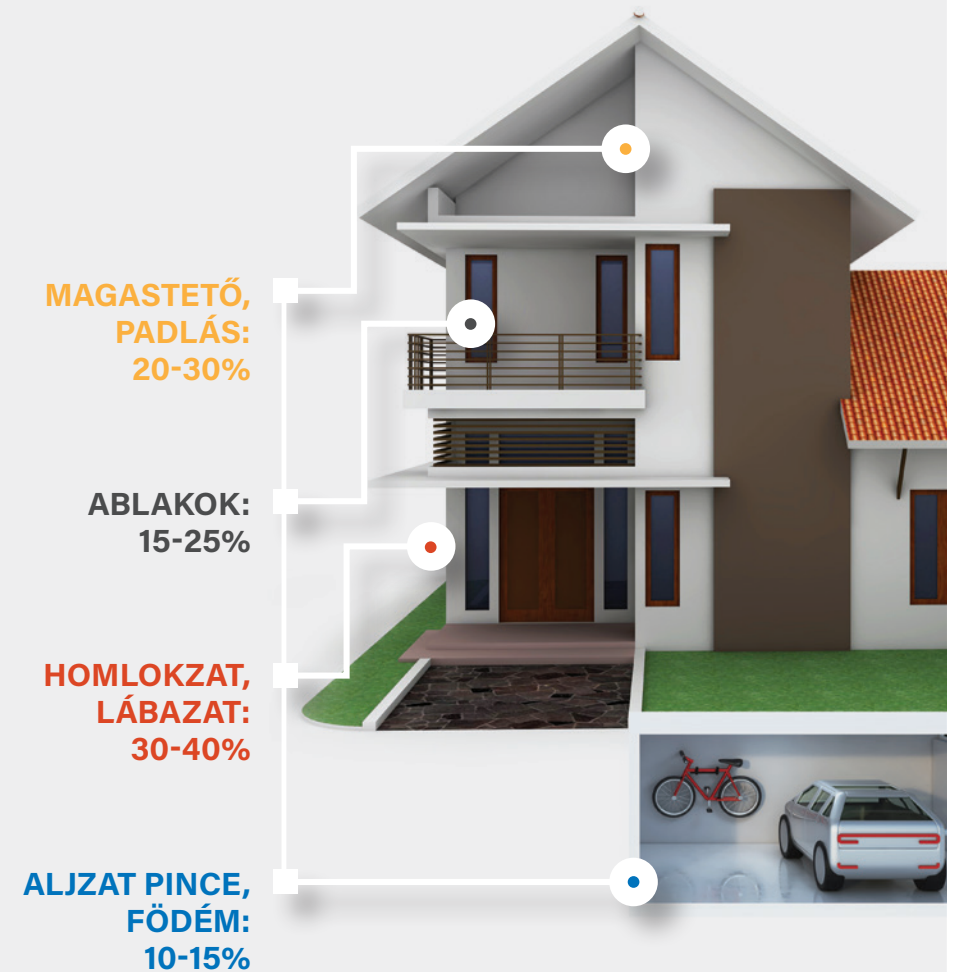 MAGASTETŐ,
PADLÁS:
20-30%
ABLAKOK:
15-25%
HOMLOKZAT,
LÁBAZAT:
30-40%
ALJZAT PINCE,
FÖDÉM:
10-15%